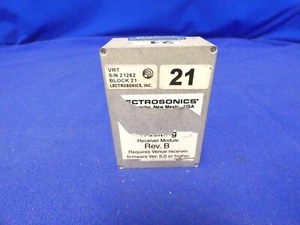 VRT
S/N 21263
BLOCK 21
LECTROSONICS, INC.
21
LECTROSONICS®
New Mexico, USA
Receiver Module
Rev. B
Requires Venue receiver
firmware Ver. 5.0 or higher